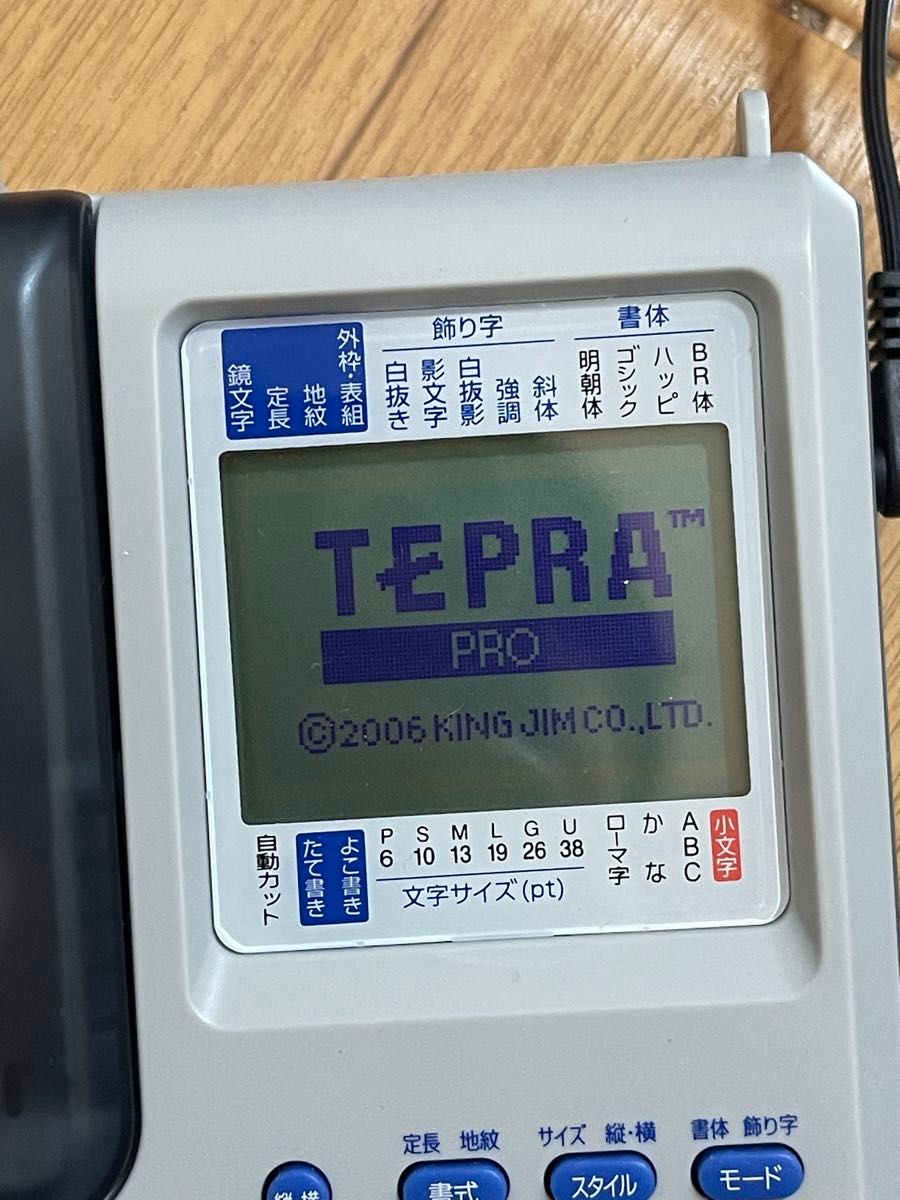 飾り字
書体
鏡文字
定長
地紋
外枠・表組
白抜き
影文字
白抜影
強調
斜体
明朝体
ゴシック
ハッピ
BR体
TEPRA™
PRO
©2006 KING JIM CO.,LTD.
自動カット
たて書き
よこ書き
P S M L G U
6 10 13 19 26 38
文字サイズ(pt)
ローマ字
かな
ABC
小文字
定長 地紋
サイズ 縦・横
書体 飾り字
縦横
書式
スタイル
モード